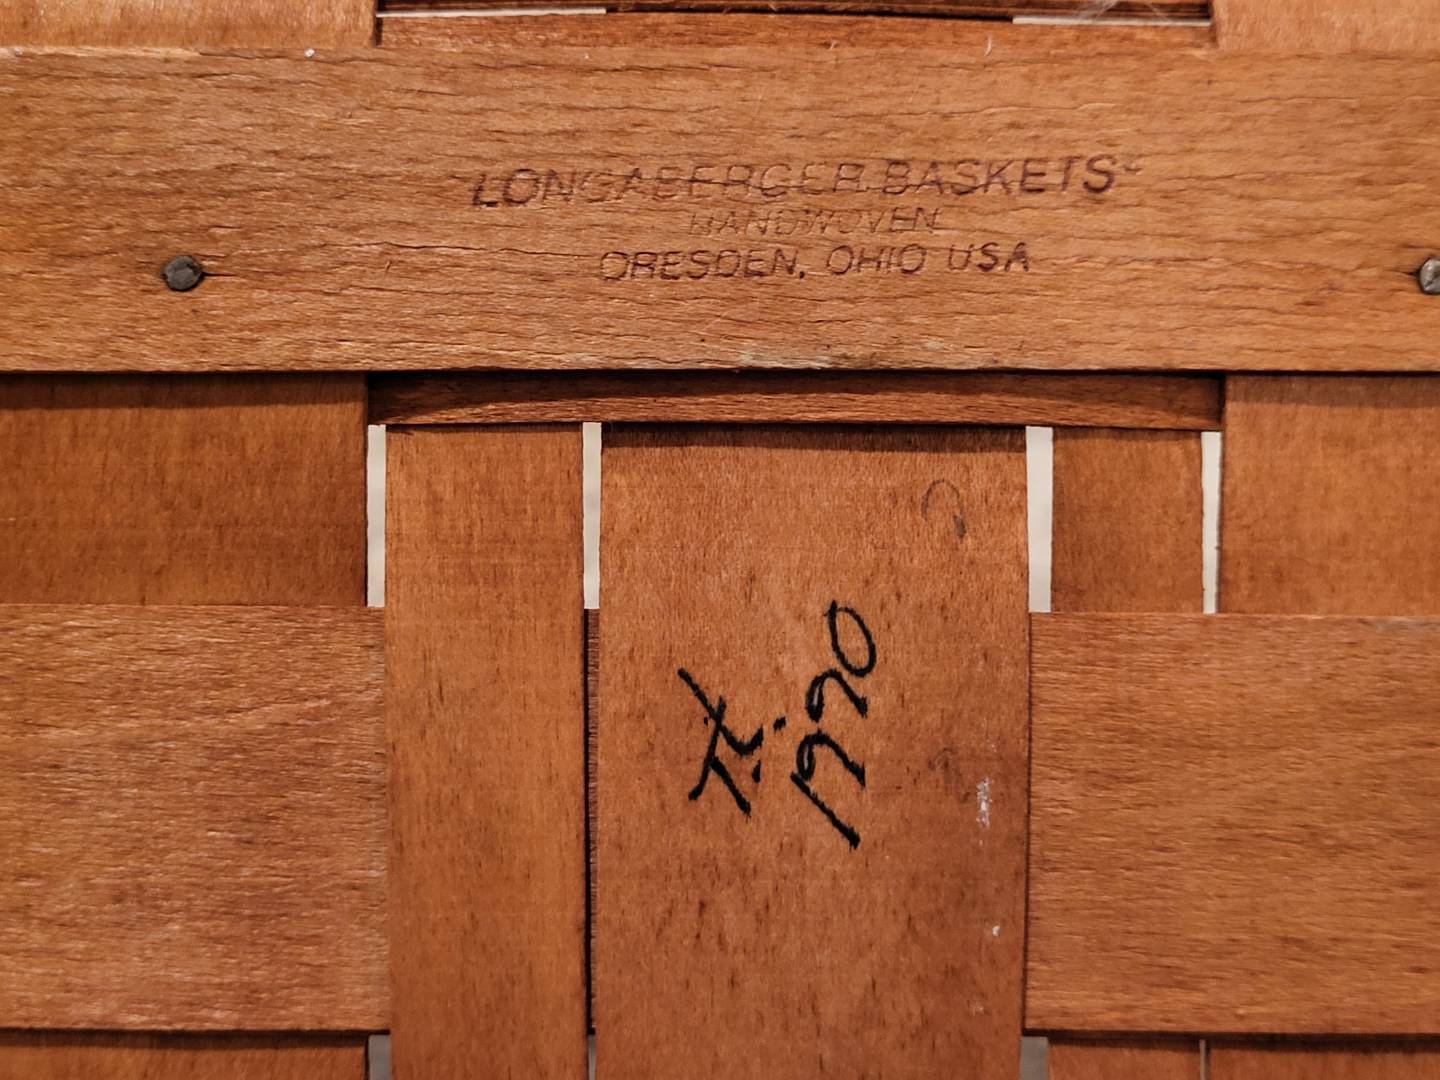 LONGABERGER BASKETS®
HANDWOVEN
DRESDEN, OHIO USA
1990